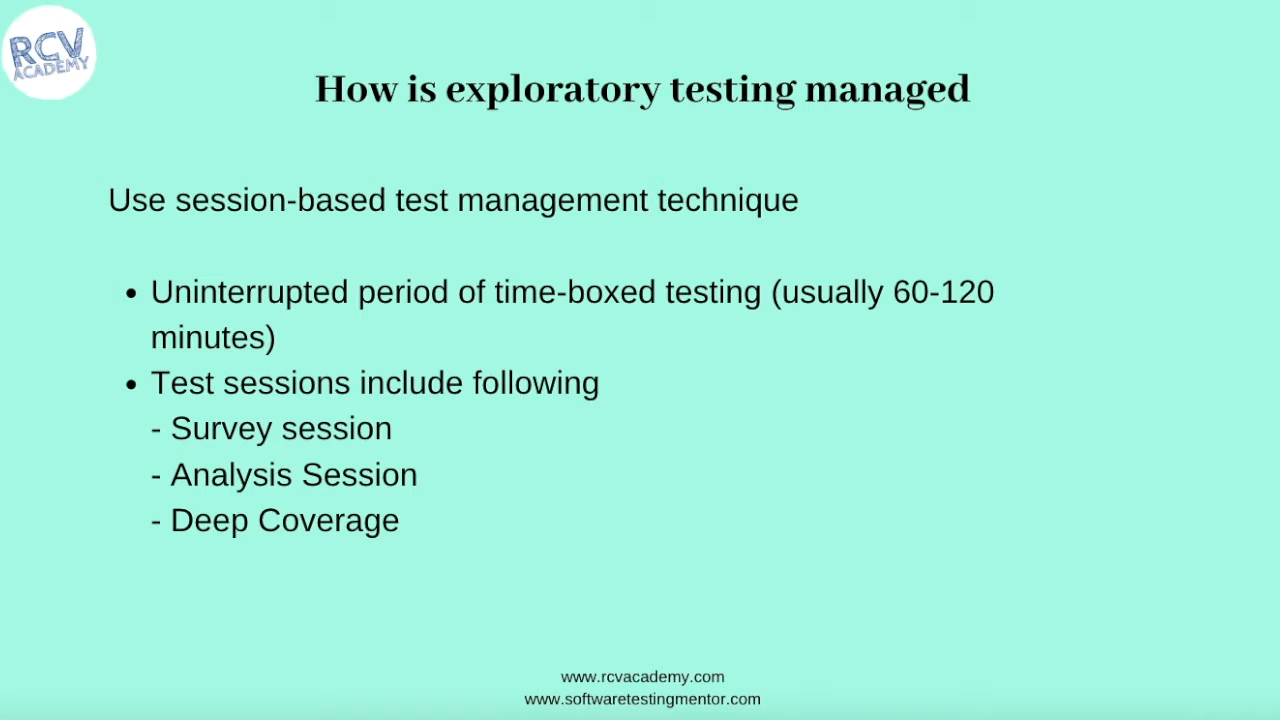 RCV
ACADEMY
How is exploratory testing managed
Use session-based test management technique
• Uninterrupted period of time-boxed testing (usually 60-120
minutes)
• Test sessions include following
- Survey session
- Analysis Session
- Deep Coverage
www.rcvacademy.com
www.softwaretestingmentor.com